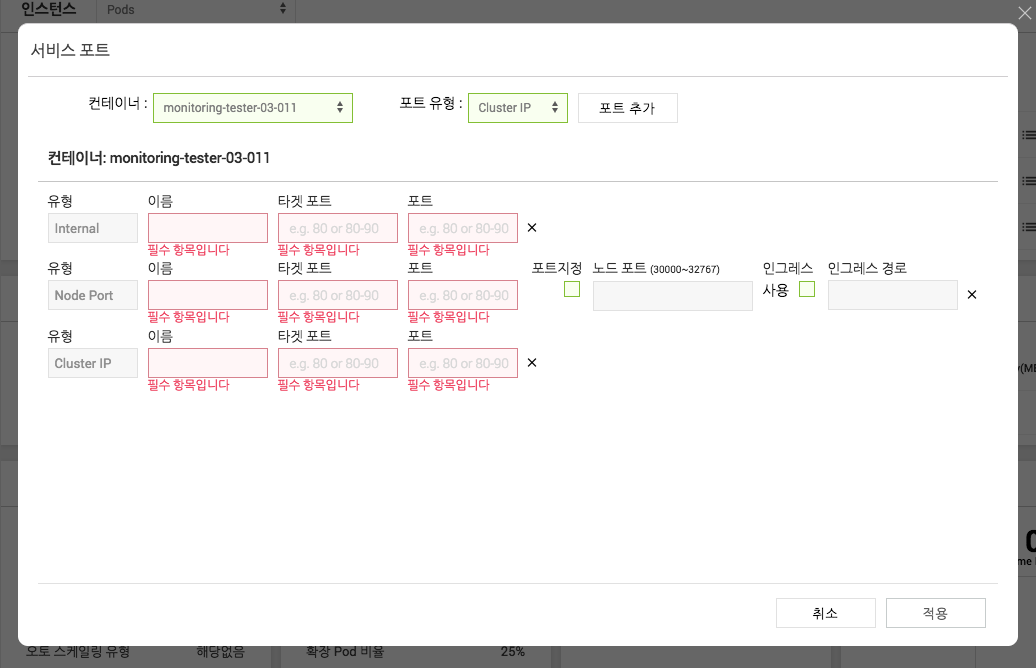 인스턴스 Pods
서비스 포트
컨테이너 : monitoring-tester-03-011 포트 유형 : Cluster IP 포트 추가
컨테이너: monitoring-tester-03-011
유형 이름 타겟 포트 포트
Internal e.g. 80 or 80-90 e.g. 80 or 80-90 ×
필수 항목입니다 필수 항목입니다 필수 항목입니다
유형 이름 타겟 포트 포트 포트지정 노드 포트 (30000~32767) 인그레스 인그레스 경로
Node Port e.g. 80 or 80-90 e.g. 80 or 80-90 사용 ×
필수 항목입니다 필수 항목입니다 필수 항목입니다
유형 이름 타겟 포트 포트
Cluster IP e.g. 80 or 80-90 e.g. 80 or 80-90 ×
필수 항목입니다 필수 항목입니다 필수 항목입니다
취소 적용
오토 스케일링 유형 해당없음 확장 Pod 비율 25%